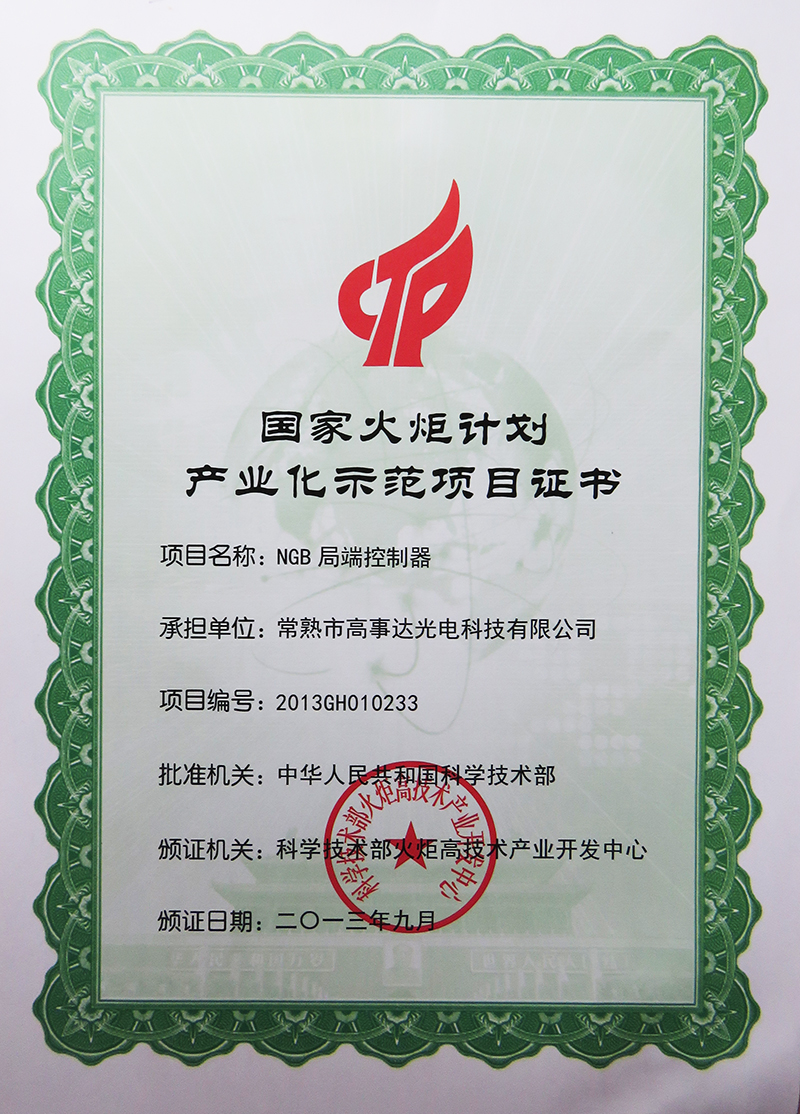 CTP
国家火炬计划
产业化示范项目证书
项目名称：NGB 局端控制器
承担单位：常熟市高事达光电科技有限公司
项目编号：2013GH010233
批准机关：中华人民共和国科学技术部
颁证机关：科学技术部火炬高技术产业开发中心
颁证日期：二〇一三年九月
科学技术部火炬高技术产业开发中心